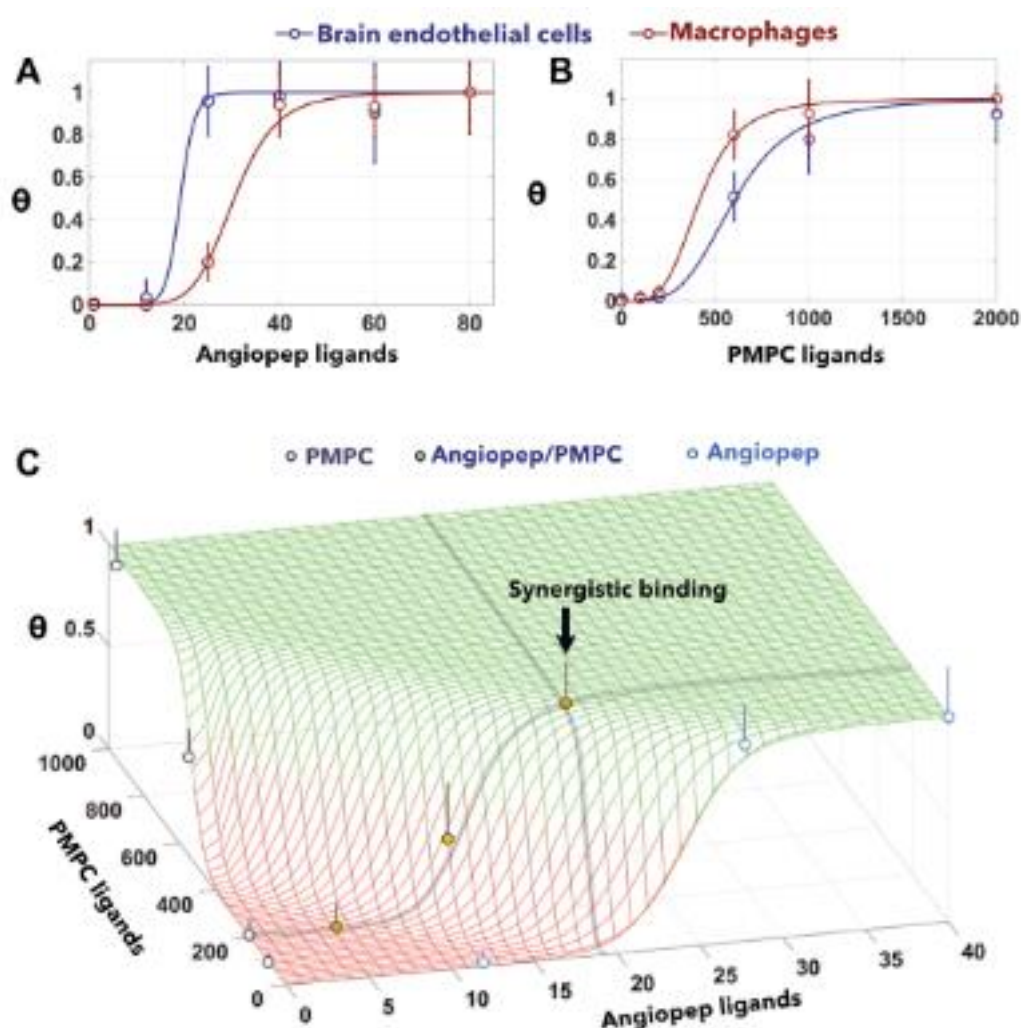 Brain endothelial cells Macrophages
A
B
1
0.8
0.6
θ
0.4
0.2
0
0 20 40 60 80
Angiopep ligands
1
0.8
0.6
θ
0.4
0.2
0
0 500 1000 1500 2000
PMPC ligands
C
PMPC Angiopep/PMPC Angiopep
Synergistic binding
1
θ 0.5
0
1000
800
600
400
200
0
PMPC ligands
0 5 10 15 20 25 30 35 40
Angiopep ligands